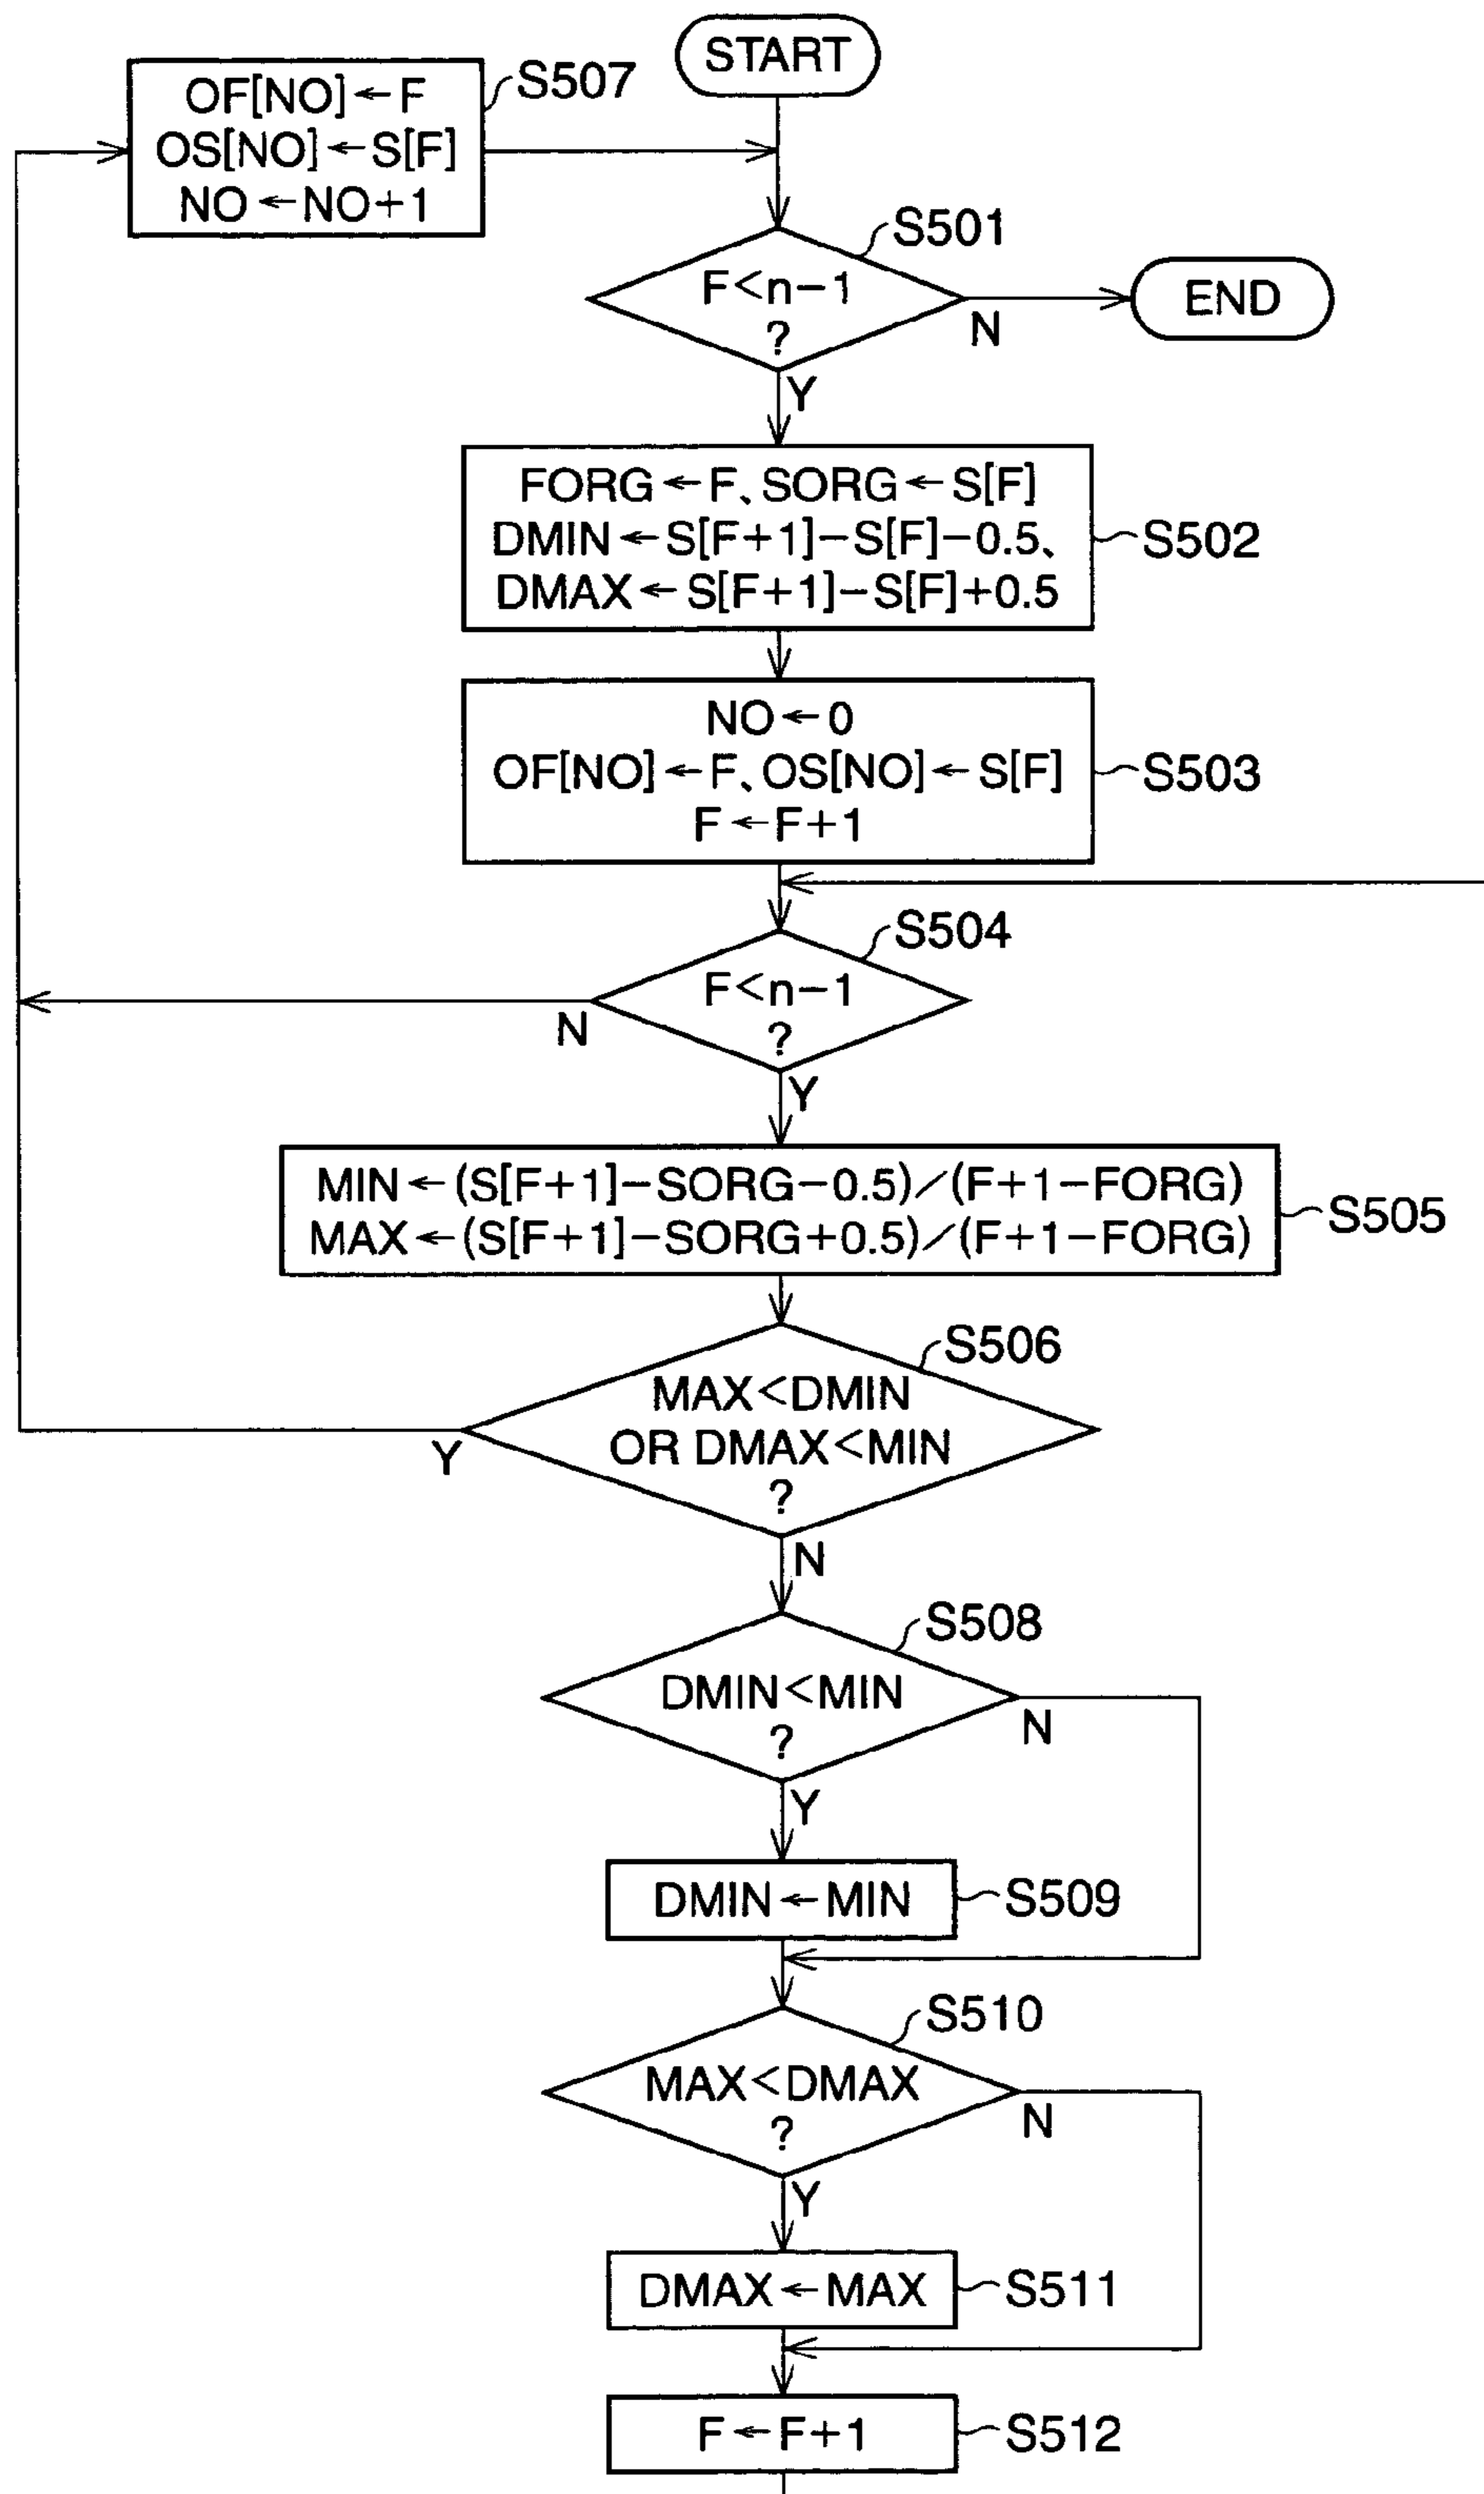 START
OF[NO]←F
OS[NO]←S[F]
NO←NO+1
S507
S501
F<n−1
?
N
END
Y
FORG←F、SORG←S[F]
DMIN←S[F+1]−S[F]−0.5、
DMAX←S[F+1]−S[F]+0.5
S502
NO←0
OF[NO]←F、OS[NO]←S[F]
F←F+1
S503
S504
F<n−1
?
N
Y
MIN←(S[F+1]−SORG−0.5)/(F+1−FORG)
MAX←(S[F+1]−SORG+0.5)/(F+1−FORG)
S505
S506
MAX<DMIN
OR DMAX<MIN
?
Y
N
S508
DMIN<MIN
?
N
Y
DMIN←MIN
S509
S510
MAX<DMAX
?
N
Y
DMAX←MAX
S511
F←F+1
S512